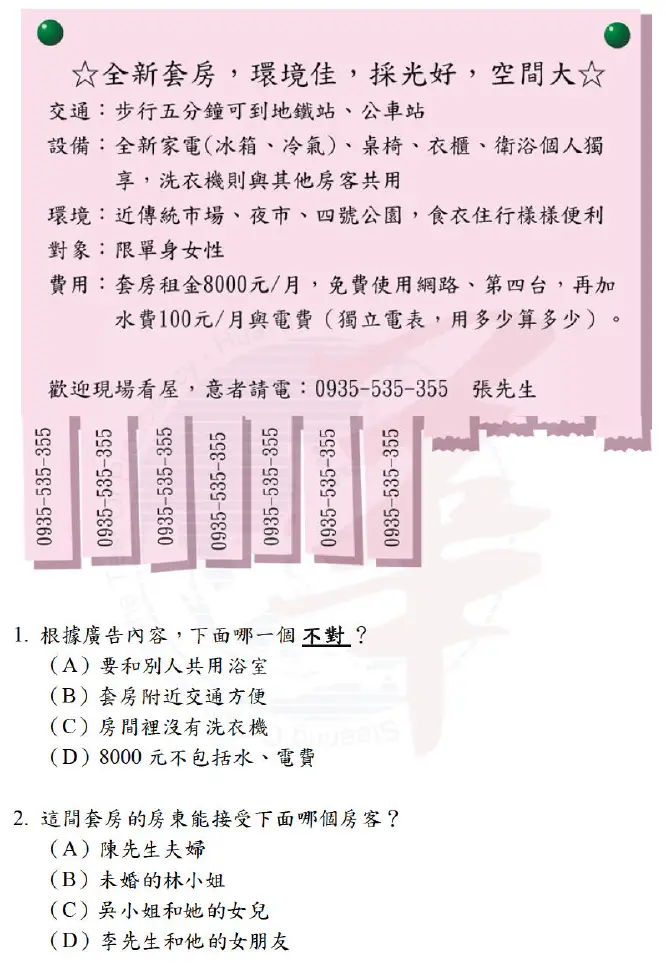 ☆全新套房，環境佳，採光好，空間大☆
交通：步行五分鐘可到地鐵站、公車站
設備：全新家電(冰箱、冷氣)、桌椅、衣櫃、衛浴個人獨
享，洗衣機則與其他房客共用
環境：近傳統市場、夜市、四號公園，食衣住行樣樣便利
對象：限單身女性
費用：套房租金8000元/月，免費使用網路、第四台，再加
水費100元/月與電費（獨立電表，用多少算多少）。
歡迎現場看屋，意者請電：0935-535-355 張先生
0935-535-355
0935-535-355
0935-535-355
0935-535-355
0935-535-355
0935-535-355
0935-535-355
1. 根據廣告內容，下面哪一個不對？
（A）要和別人共用浴室
（B）套房附近交通方便
（C）房間裡沒有洗衣機
（D）8000 元不包括水、電費
2. 這間套房的房東能接受下面哪個房客？
（A）陳先生夫婦
（B）未婚的林小姐
（C）吳小姐和她的女兒
（D）李先生和他的女朋友